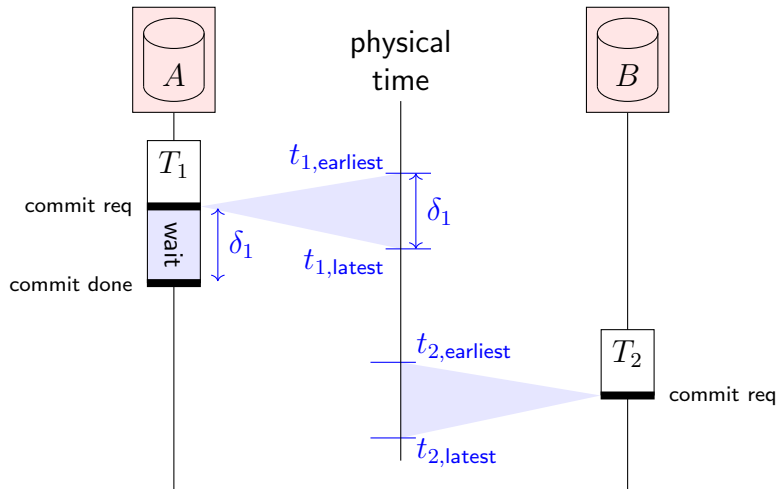 A
physical
time
B
T₁
t₁,earliest
commit req
δ₁
wait
δ₁
t₁,latest
commit done
t₂,earliest
T₂
commit req
t₂,latest